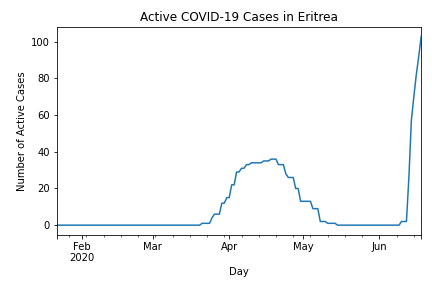 Active COVID-19 Cases in Eritrea
Number of Active Cases
100
80
60
40
20
0
Feb
2020
Mar
Apr
May
Jun
Day